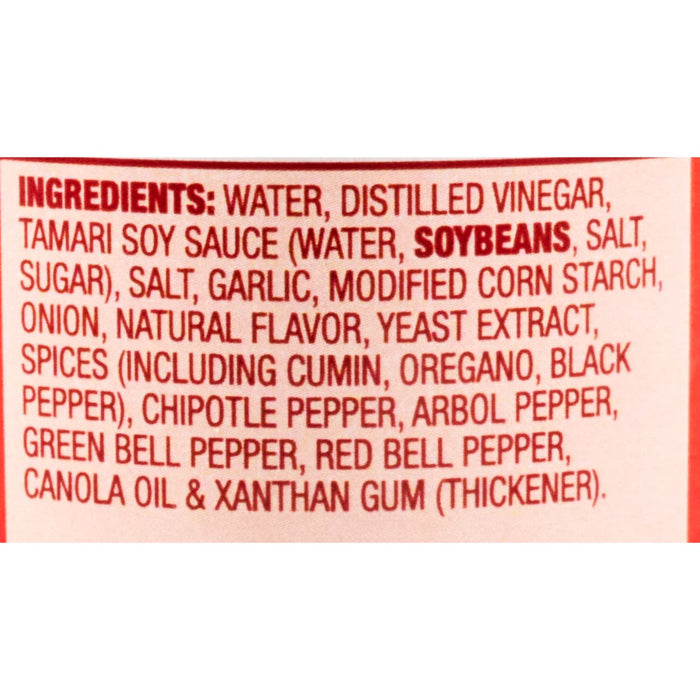 INGREDIENTS: WATER, DISTILLED VINEGAR,
TAMARI SOY SAUCE (WATER, SOYBEANS, SALT,
SUGAR), SALT, GARLIC, MODIFIED CORN STARCH,
ONION, NATURAL FLAVOR, YEAST EXTRACT,
SPICES (INCLUDING CUMIN, OREGANO, BLACK
PEPPER), CHIPOTLE PEPPER, ARBOL PEPPER,
GREEN BELL PEPPER, RED BELL PEPPER,
CANOLA OIL & XANTHAN GUM (THICKENER).